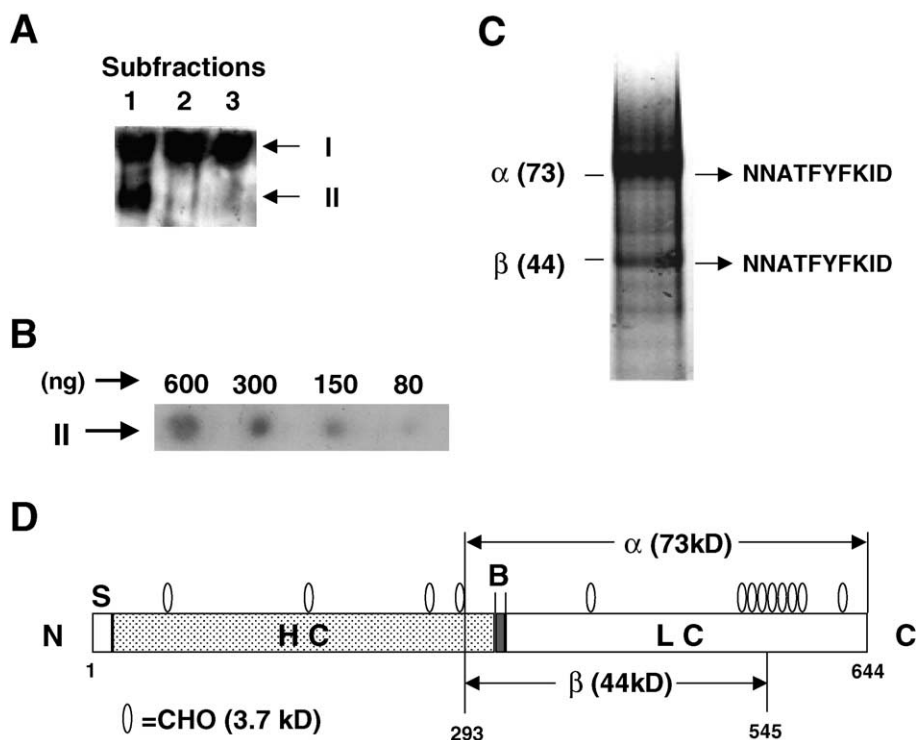 A
Subfractions
1 2 3
I
II
B
(ng) 600 300 150 80
II
C
α (73) NNATFYFKID
β (44) NNATFYFKID
D
α (73kD)
S B
N H C L C C
1 β (44kD) 644
=CHO (3.7 kD) 293 545